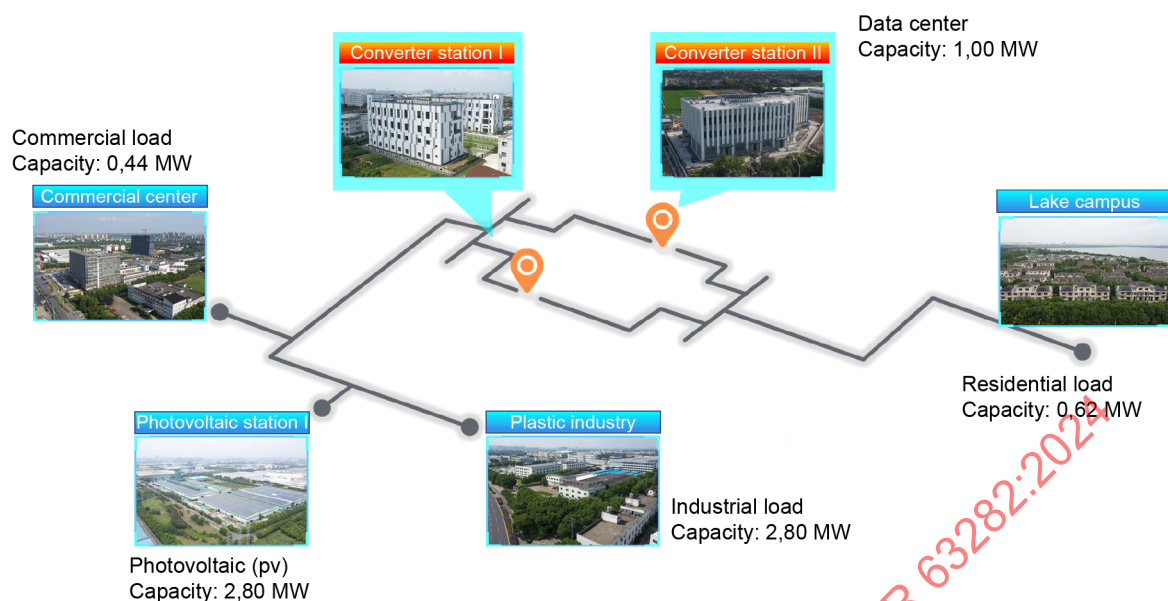 Data center
Capacity: 1,00 MW
Converter station I
Converter station II
Commercial load
Capacity: 0,44 MW
Commercial center
Lake campus
Residential load
Capacity: 0,62 MW
Photovoltaic station I
Plastic industry
Industrial load
Capacity: 2,80 MW
Photovoltaic (pv)
Capacity: 2,80 MW
63282:2024